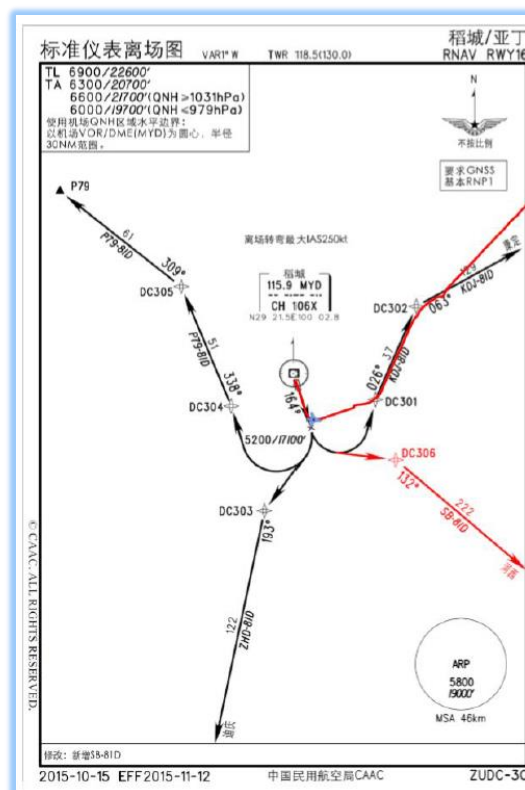 标准仪表离场图
VAR1°W
TWR 118.5(130.0)
稻城/亚丁
RNAV RWY16
TL 6900/22600'
TA 6300/20700'
6600/21700'(QNH≥1031hPa)
6000/19700'(QNH≤979hPa)
使用机场QNH区域水平边界:
以机场VOR/DME(MYD)为圆心,半径
30NM范围。
N
不按比例
要求GNSS
基本RNP1
P79
61
P79-81D
309°
离场转弯最大IAS250kt
稻城
115.9 MYD
CH 106X
N29 21.5E100 02.8
康定
129
KDJ-81D
063°
DC302
DC305
51
P79-81D
338°
37
KDJ-81D
026°
DC301
DC304
164°
5200/17100'
DC306
132°
222
SB-81D
河西
DC303
193°
122
ZHD-81D
迪庆
ARP
5800
19000'
MSA 46km
© CAAC. ALL RIGHTS RESERVED.
修改: 新增SB-81D
2015-10-15 EFF2015-11-12
中国民用航空局CAAC
ZUDC-3C